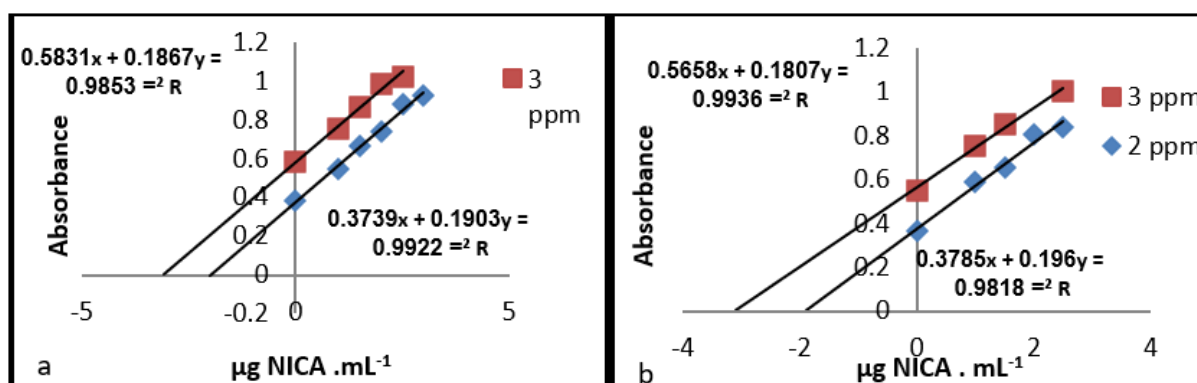 0.5831x + 0.1867y =
0.9853 =² R
1.2
1
0.8
0.6
0.4
0.2
0
-0.2
-5
0
5
Absorbance
3
ppm
0.3739x + 0.1903y =
0.9922 =² R
µg NICA .mL⁻¹
a
0.5658x + 0.1807y =
0.9936 =² R
1.2
1
0.8
0.6
0.4
0.2
0
-4
-2
0
2
4
Absorbance
3 ppm
2 ppm
0.3785x + 0.196y =
0.9818 =² R
µg NICA . mL⁻¹
b